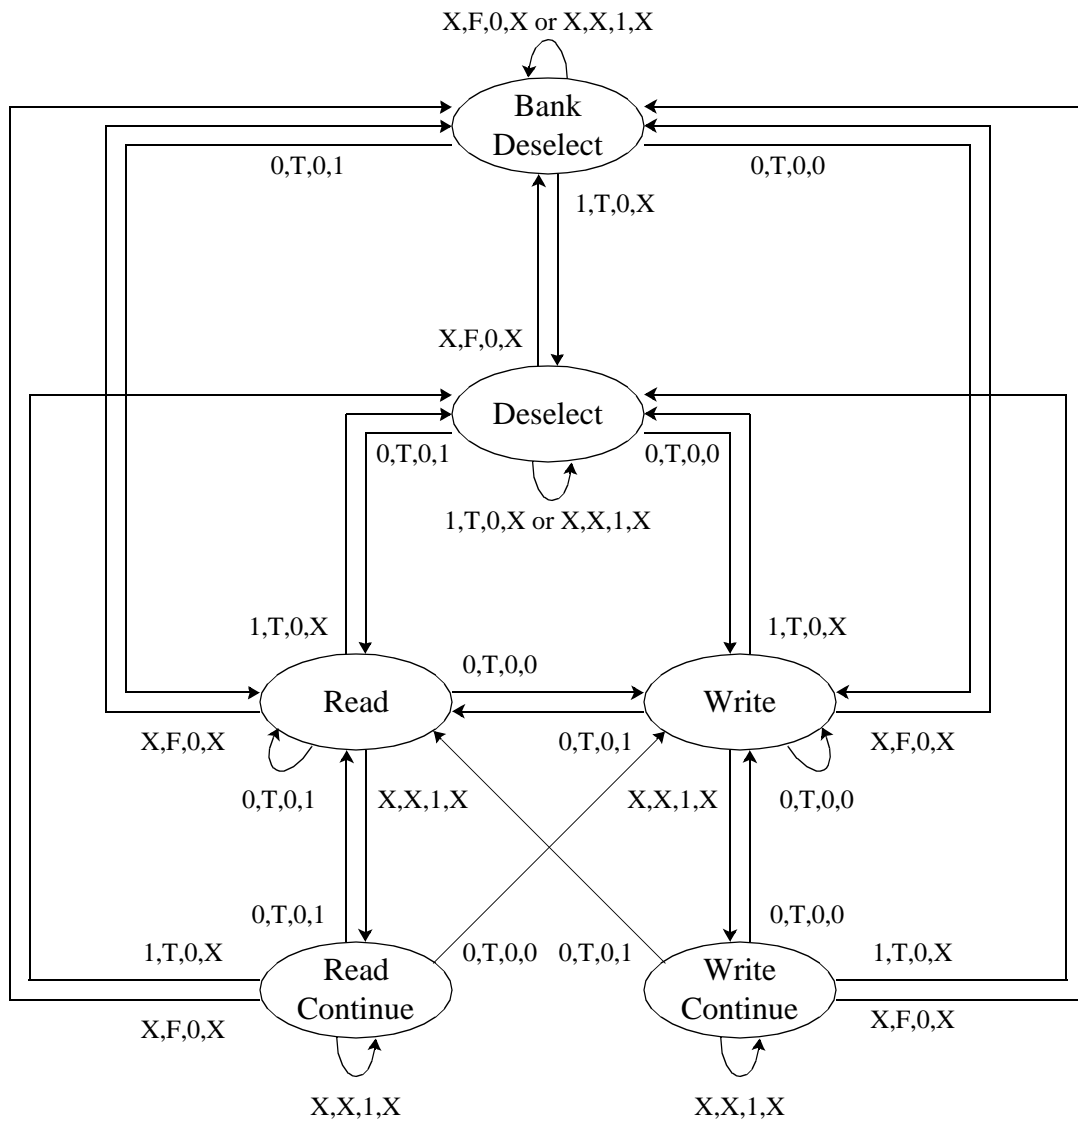 X,F,0,X or X,X,1,X
Bank
Deselect
0,T,0,1
0,T,0,0
1,T,0,X
X,F,0,X
Deselect
0,T,0,1
0,T,0,0
1,T,0,X or X,X,1,X
1,T,0,X
1,T,0,X
0,T,0,0
Read
Write
X,F,0,X
0,T,0,1
X,F,0,X
0,T,0,1
X,X,1,X
X,X,1,X
0,T,0,0
0,T,0,1
0,T,0,0
1,T,0,X
0,T,0,0
0,T,0,1
1,T,0,X
Read
Continue
Write
Continue
X,F,0,X
X,F,0,X
X,X,1,X
X,X,1,X